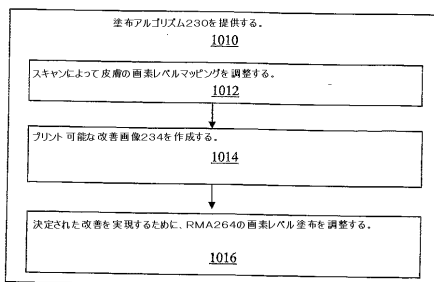 塗布アルゴリズム230を提供する。
1010
スキャンによって皮膚の画素レベルマッピングを調整する。
1012
プリント可能な改善画像234を作成する。
1014
決定された改善を実現するために、RMA264の画素レベル塗布を調整する。
1016